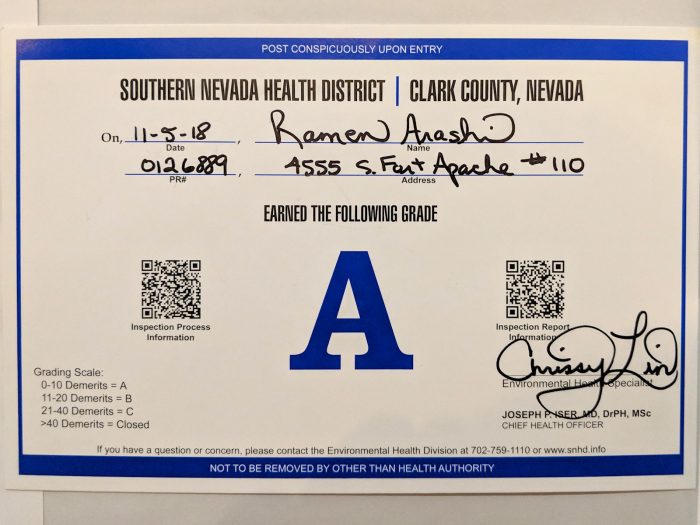 POST CONSPICUOUSLY UPON ENTRY
SOUTHERN NEVADA HEALTH DISTRICT | CLARK COUNTY, NEVADA
On, 11-5-18, Ramen Arashi
Date Name
0126889, 4555 S. Fort Apache #110
PR# Address
EARNED THE FOLLOWING GRADE
A
Inspection Process
Information
Inspection Report
Information
Chrissy Lin
Environmental Health Specialist
Grading Scale:
0-10 Demerits = A
11-20 Demerits = B
21-40 Demerits = C
>40 Demerits = Closed
JOSEPH P. ISER, MD, DrPH, MSc
CHIEF HEALTH OFFICER
If you have a question or concern, please contact the Environmental Health Division at 702-759-1110 or www.snhd.info
NOT TO BE REMOVED BY OTHER THAN HEALTH AUTHORITY